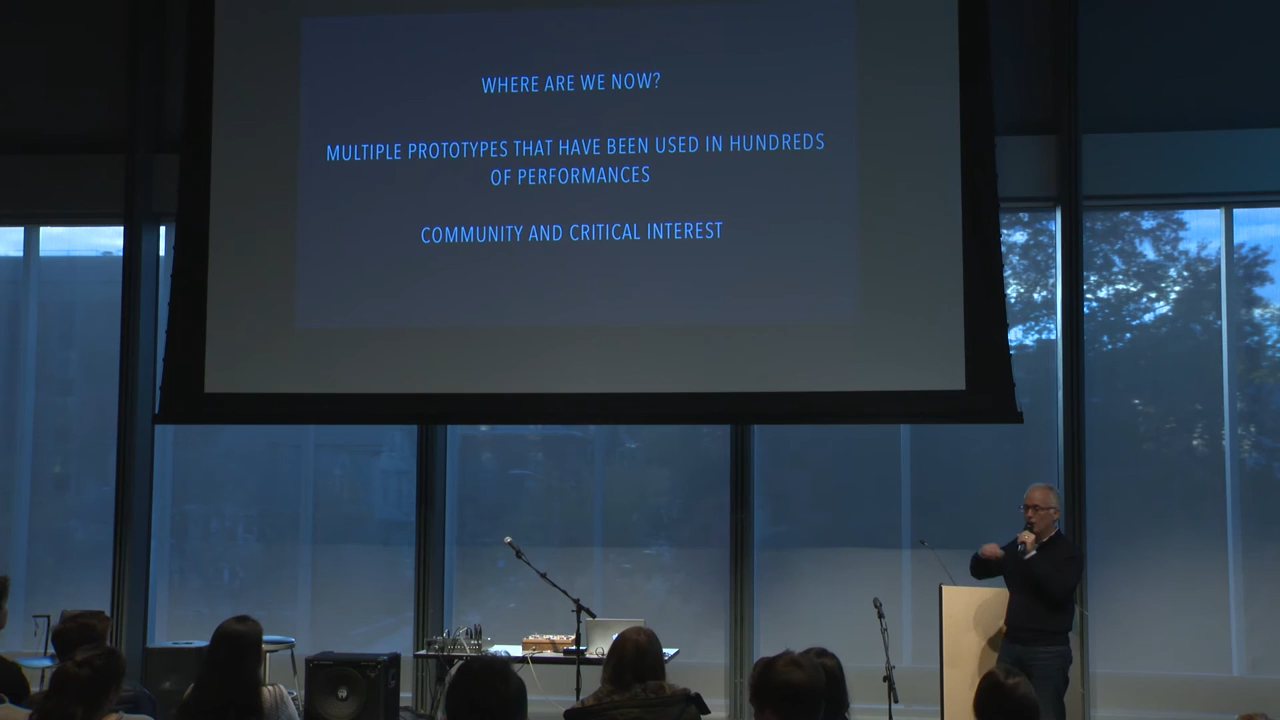 WHERE ARE WE NOW?
MULTIPLE PROTOTYPES THAT HAVE BEEN USED IN HUNDREDS
OF PERFORMANCES
COMMUNITY AND CRITICAL INTEREST